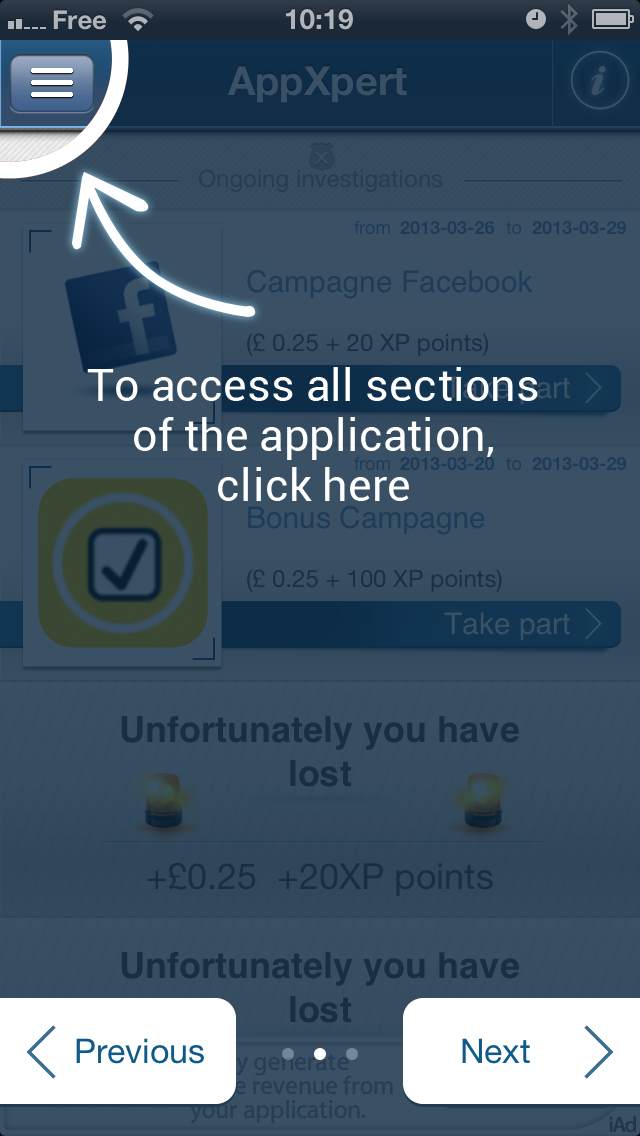 Free 10:19
AppXpert
Ongoing investigations
from 2013-03-26 to 2013-03-29
Campagne Facebook
(£ 0.25 + 20 XP points)
Take part
To access all sections
of the application,
click here
from 2013-03-20 to 2013-03-29
Bonus Campagne
(£ 0.25 + 100 XP points)
Take part
Unfortunately you have
lost
+£0.25 +20XP points
Unfortunately you have
lost
Previous
Next
generate
revenue from
your application.
iAd